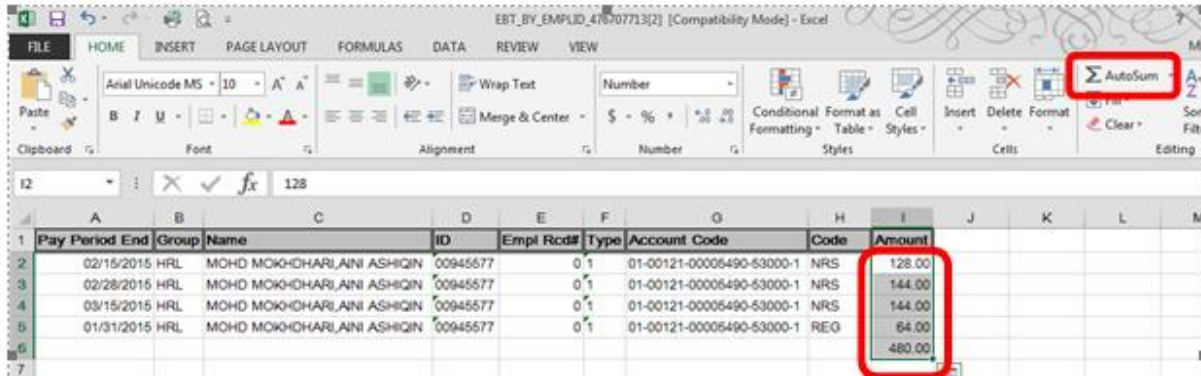 EBT_BY_EMPLID_476707713[2] [Compatibility Mode] - Excel
FILE HOME INSERT PAGE LAYOUT FORMULAS DATA REVIEW VIEW
Arial Unicode MS 10 Wrap Text Number AutoSum
Paste B I U Merge & Center $ % Conditional Formatting Format as Table Cell Styles Insert Delete Format Fill Clear
Clipboard Font Alignment Number Styles Cells Editing
I2 fx 128
A B C D E F G H I J K L
1 Pay Period End Group Name ID Empl Rcd# Type Account Code Code Amount
2 02/15/2015 HRL MOHD MOKHDHARI,AINI ASHIQIN 00945577 0 1 01-00121-00005490-53000-1 NRS 128.00
3 02/28/2015 HRL MOHD MOKHDHARI,AINI ASHIQIN 00945577 0 1 01-00121-00005490-53000-1 NRS 144.00
4 03/15/2015 HRL MOHD MOKHDHARI,AINI ASHIQIN 00945577 0 1 01-00121-00005490-53000-1 NRS 144.00
5 01/31/2015 HRL MOHD MOKHDHARI,AINI ASHIQIN 00945577 0 1 01-00121-00005490-53000-1 REG 64.00
6 480.00
7